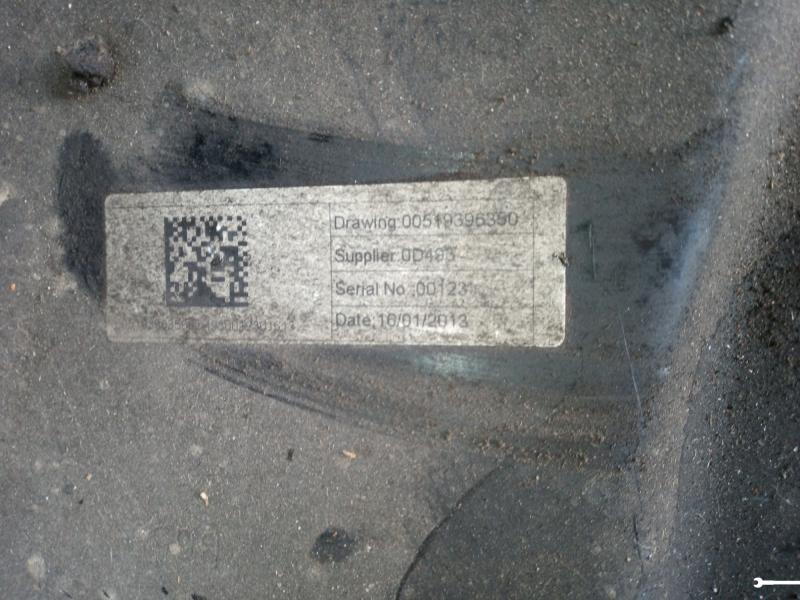 Drawing:00519396350
Supplier:0D493
Serial No :00123
Date:16/01/2013